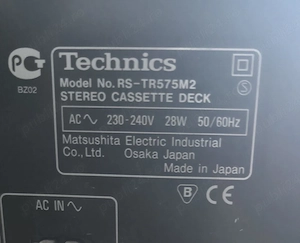 Technics
PG
BZ02
Model No. RS-TR575M2
STEREO CASSETTE DECK
S
AC∿ 230-240V 28W 50/60Hz
Matsushita Electric Industrial
Co., Ltd. Osaka Japan
Made in Japan
B CE
AC IN∿